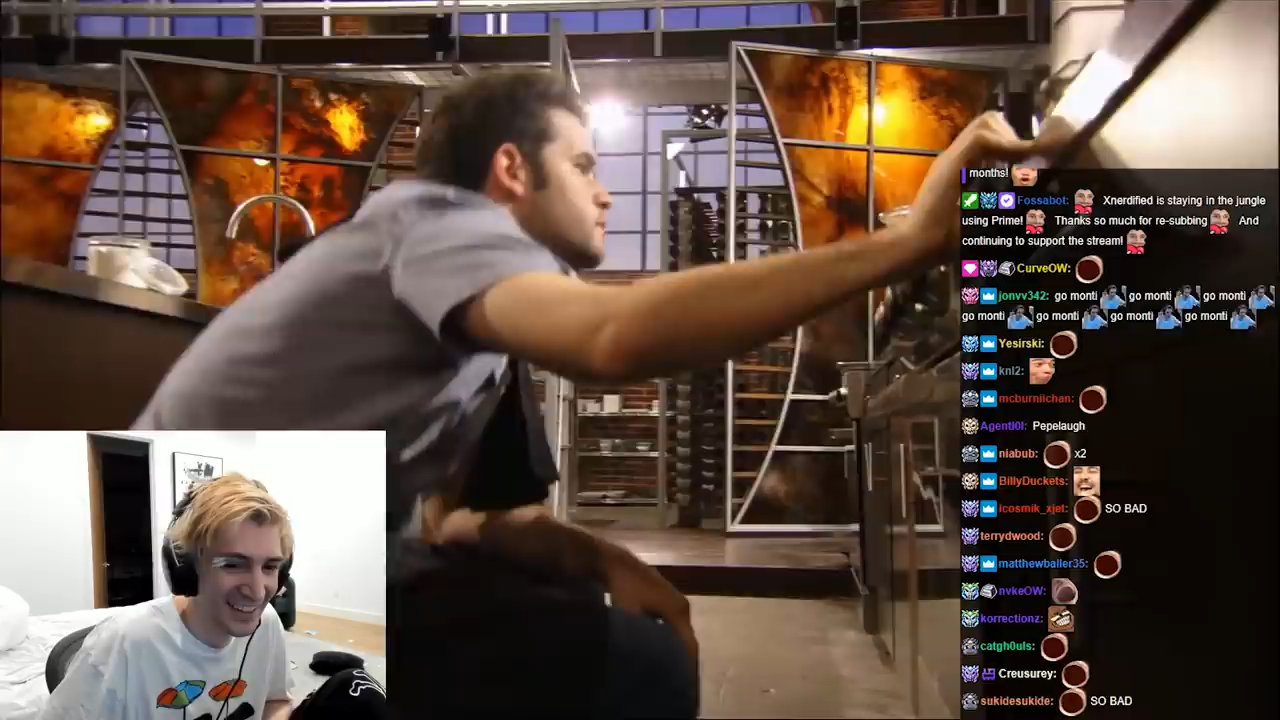 months!
Fossabot: Xnerdified is staying in the jungle
using Prime! Thanks so much for re-subbing And
continuing to support the stream!
CurveOW:
jonvv342: go monti go monti go monti
go monti go monti go monti go monti
Yesirski:
knl2:
mcburniichan:
Agentl0l: Pepelaugh
niabub: x2
BillyDuckets:
icosmik_xjet: SO BAD
terrydwood:
matthewballer35:
nvkeOW:
korrectionz:
catgh0uls:
Creusurey:
sukidesukide: SO BAD